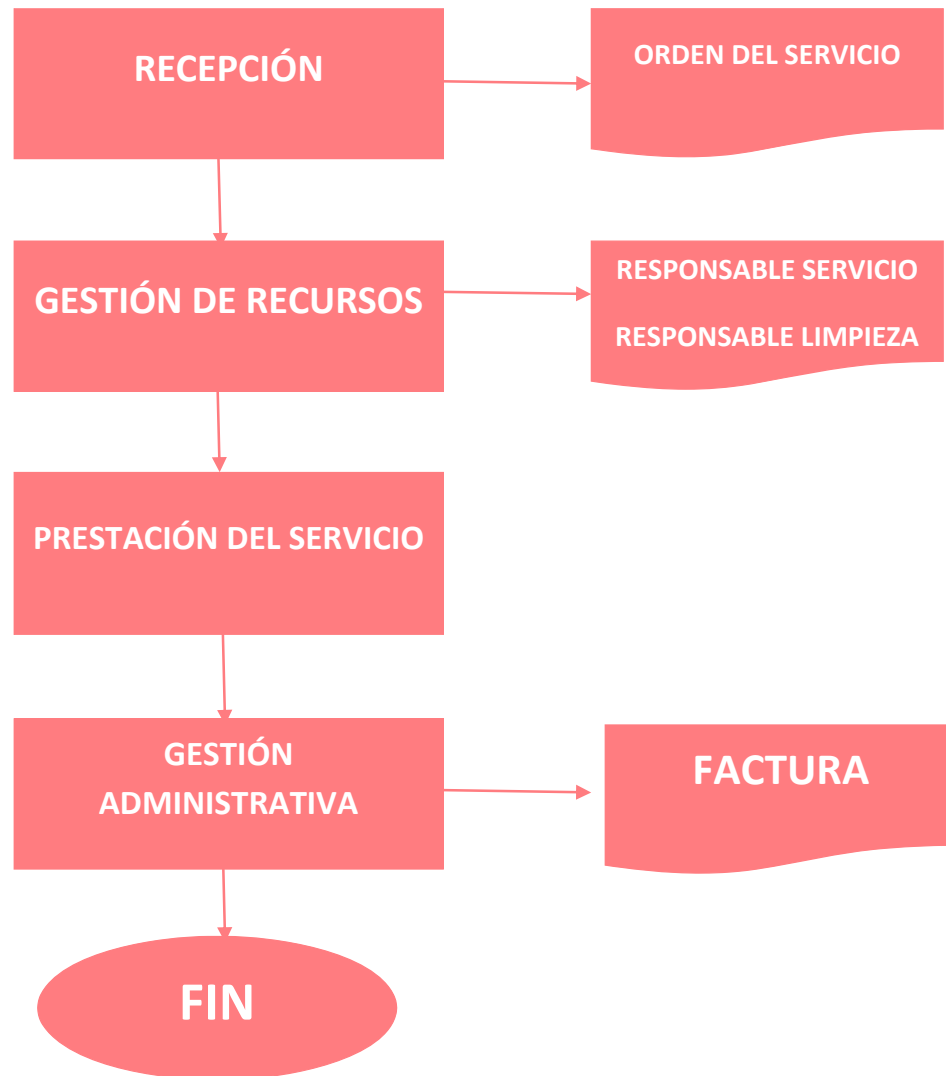 RECEPCIÓN
ORDEN DEL SERVICIO
GESTIÓN DE RECURSOS
RESPONSABLE SERVICIO
RESPONSABLE LIMPIEZA
PRESTACIÓN DEL SERVICIO
GESTIÓN
ADMINISTRATIVA
FACTURA
FIN